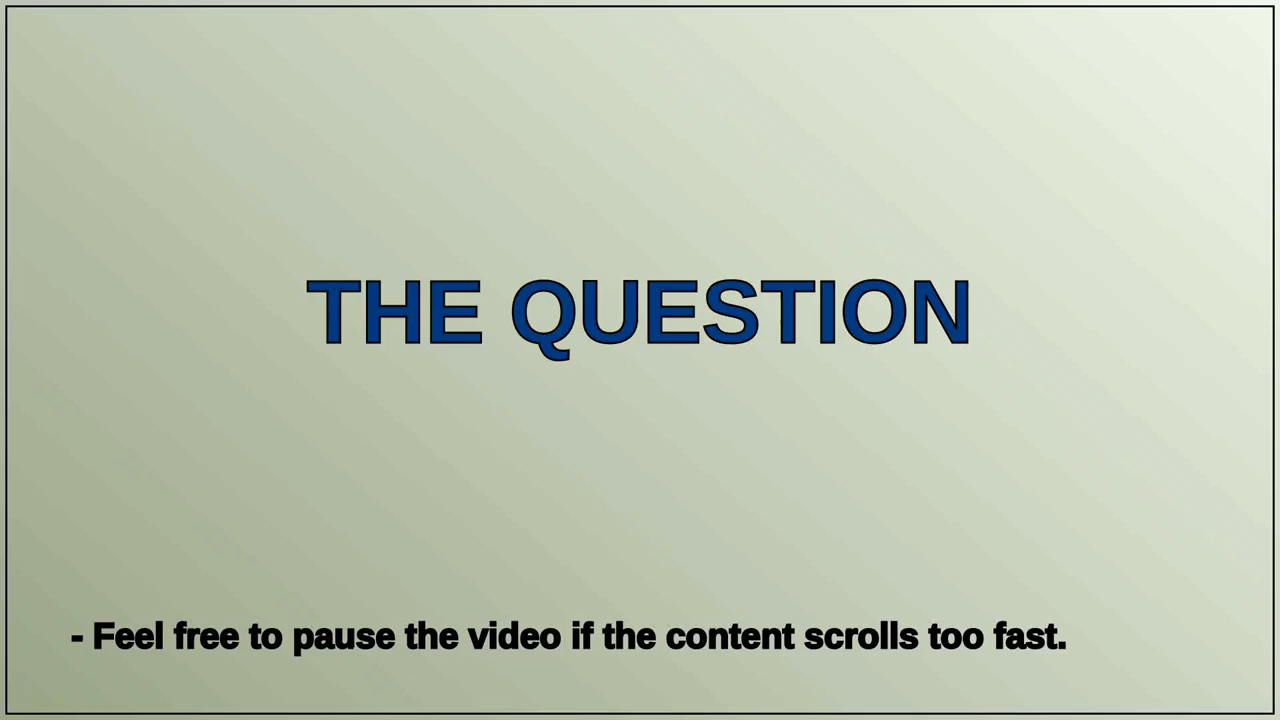 THE QUESTION
- Feel free to pause the video if the content scrolls too fast.